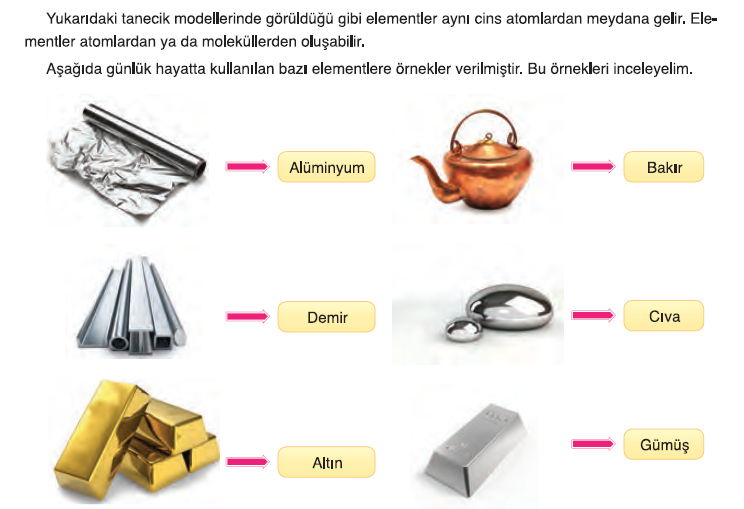 Yukarıdaki tanecik modellerinde görüldüğü gibi elementler aynı cins atomlardan meydana gelir. Ele-
mentler atomlardan ya da moleküllerden oluşabilir.
Aşağıda günlük hayatta kullanılan bazı elementlere örnekler verilmiştir. Bu örnekleri inceleyelim.
Alüminyum
Bakır
Demir
Cıva
Altın
Gümüş